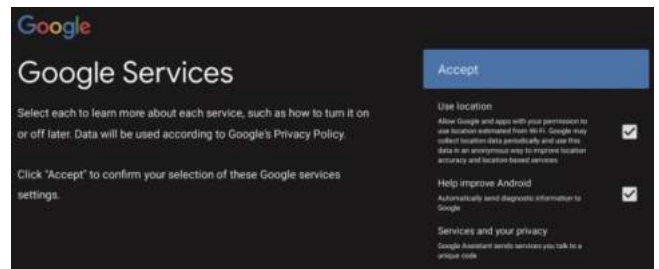 Google
Google Services
Select each to learn more about each service, such as how to turn it on
or off later. Data will be used according to Google's Privacy Policy.
Click "Accept" to confirm your selection of these Google services
settings.
Accept
Use location
Allow Google and apps with your permission to
use location estimated from Wi-Fi. Google may
collect location data periodically and use this
data in an anonymous way to improve location
accuracy and location-based services
Help improve Android
Automatically send diagnostic information to
Google
Services and your privacy
Google Assistant sends services you talk to a
unique code